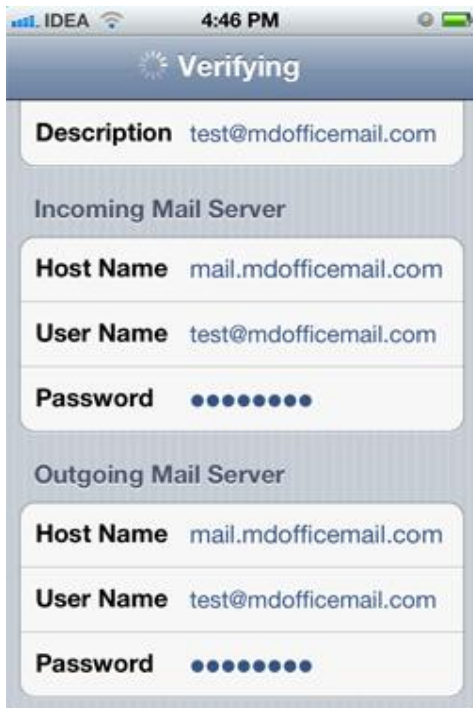 IDEA 4:46 PM
Verifying
Description test@mdofficemail.com
Incoming Mail Server
Host Name mail.mdofficemail.com
User Name test@mdofficemail.com
Password ●●●●●●●●
Outgoing Mail Server
Host Name mail.mdofficemail.com
User Name test@mdofficemail.com
Password ●●●●●●●●